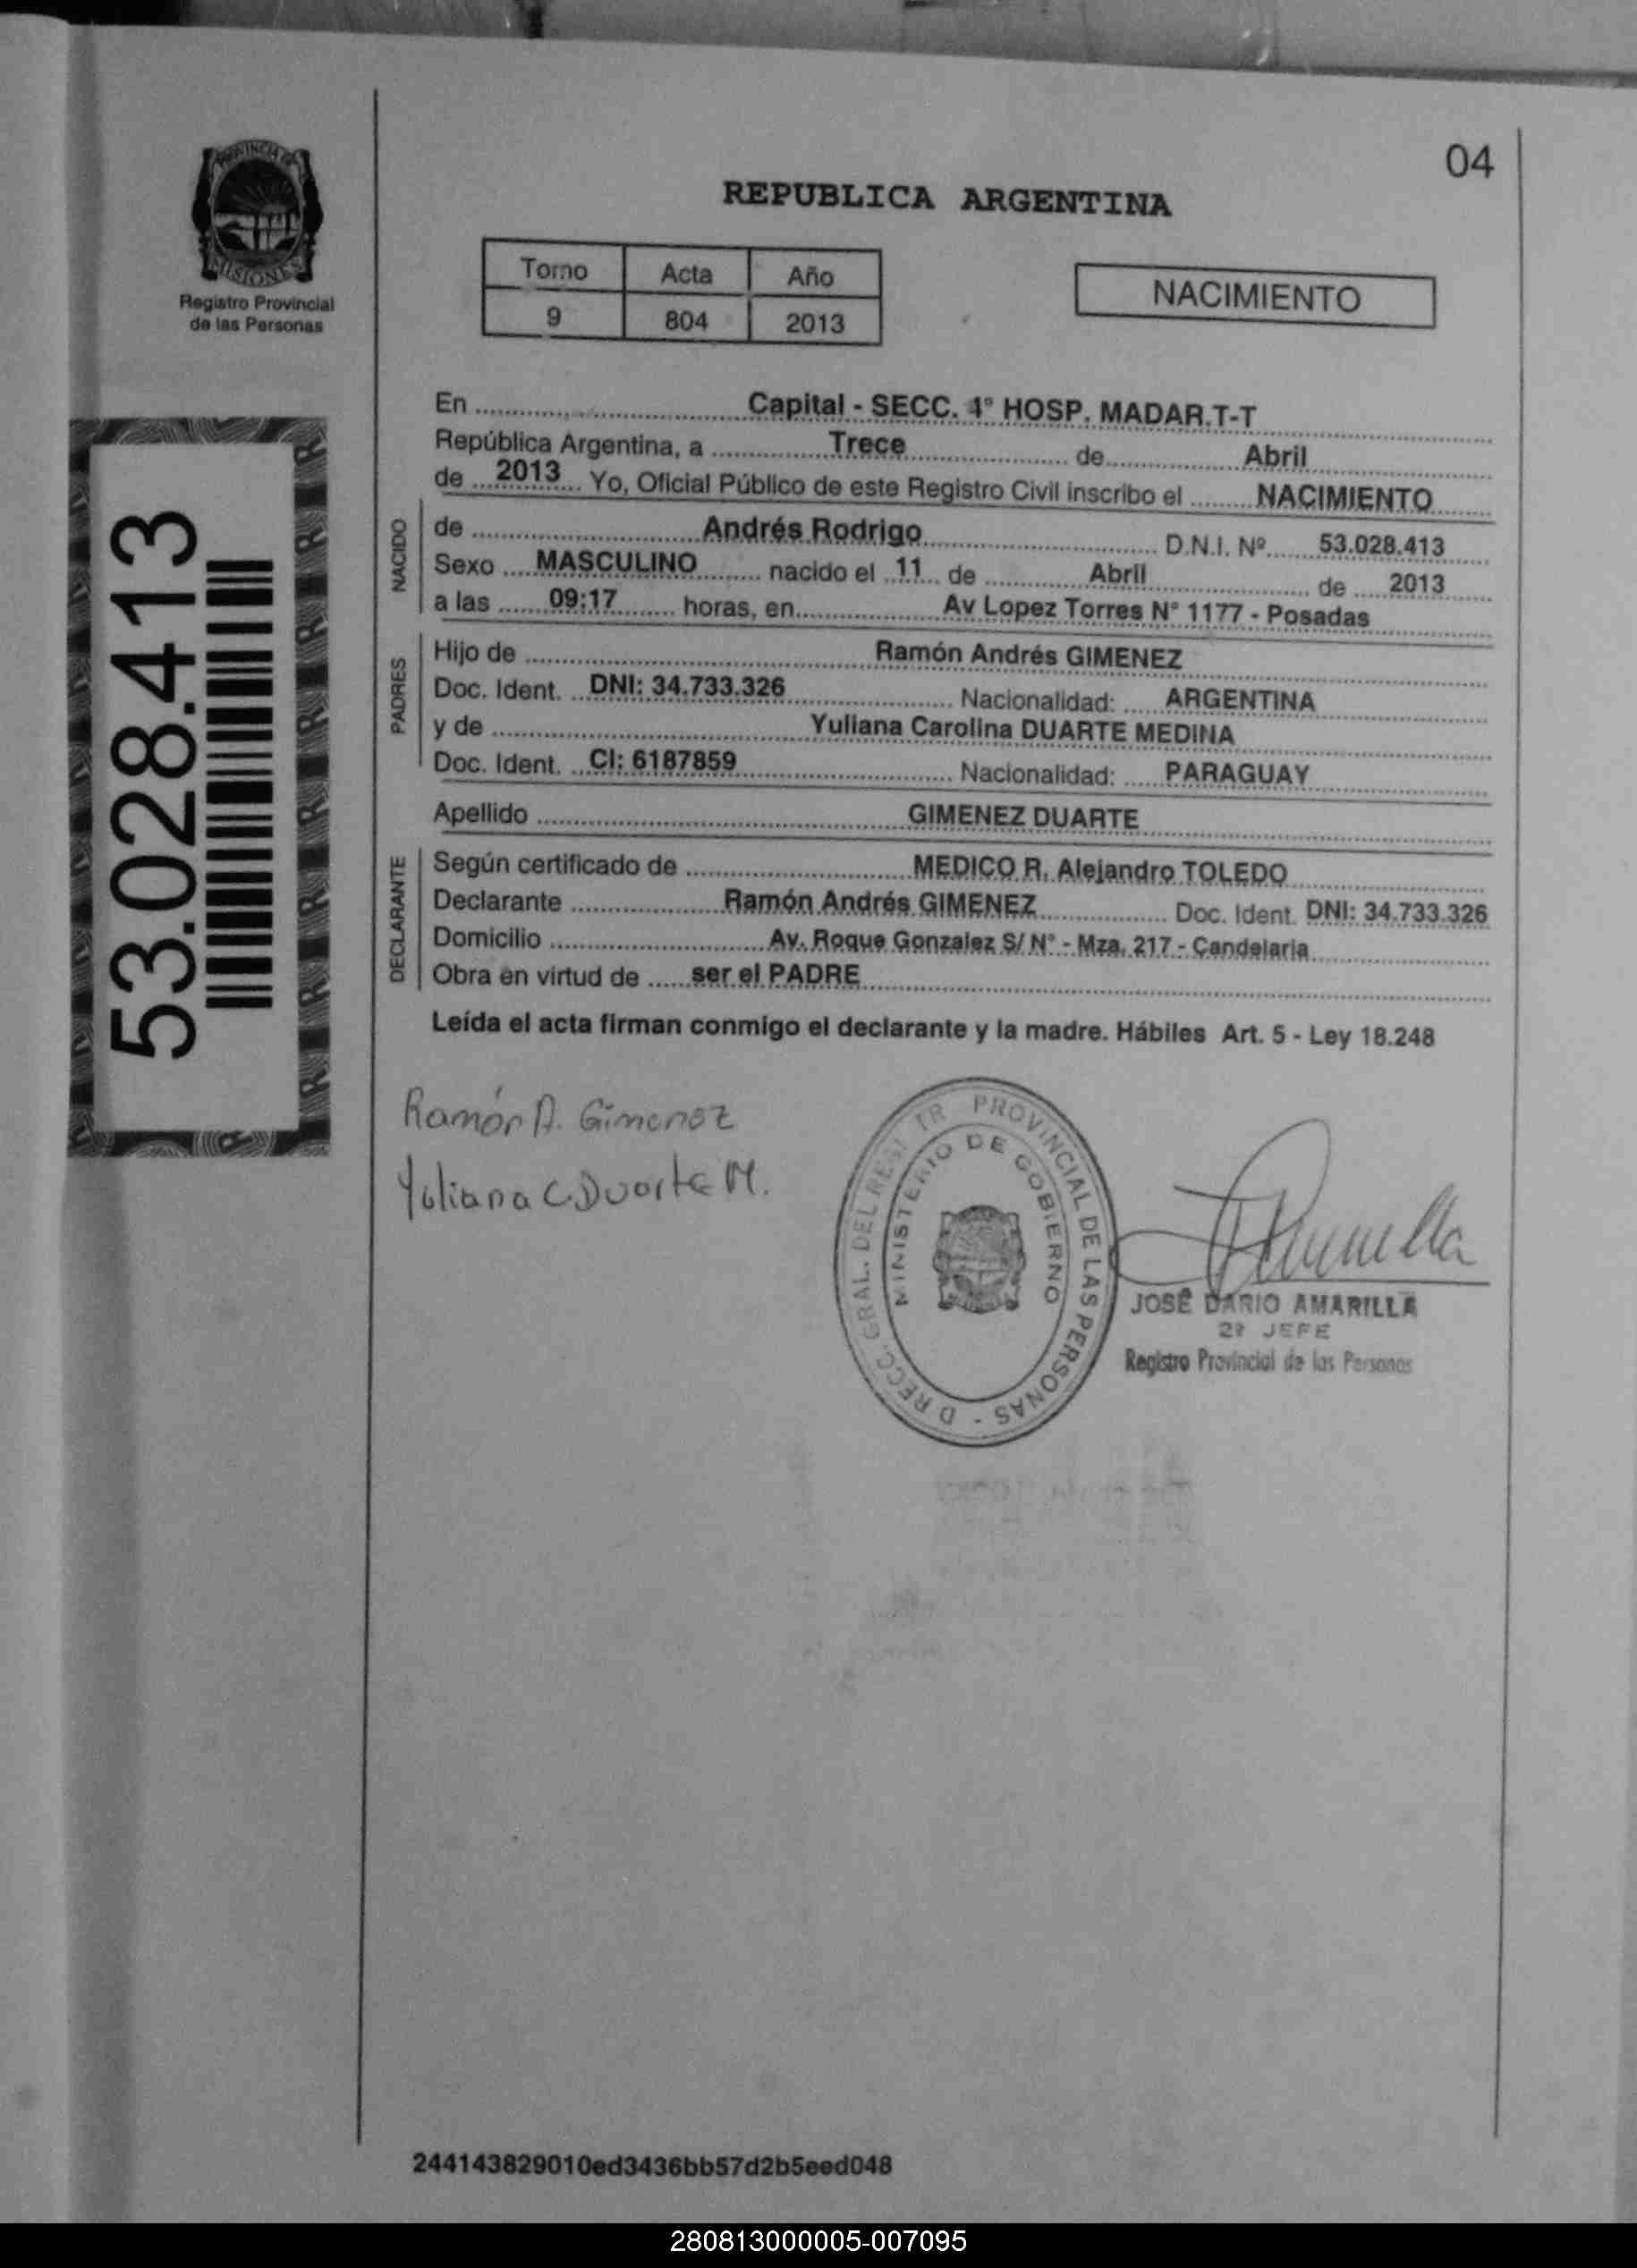 04
PROVINCIA DE
MISIONES
Registro Provincial
de las Personas
REPUBLICA ARGENTINA
Tomo Acta Año
9 804 2013
NACIMIENTO
53.028.413
En Capital - SECC. 1º HOSP. MADAR.T-T
República Argentina, a Trece de Abril
de 2013 Yo, Oficial Público de este Registro Civil inscribo el NACIMIENTO
NACIDO
de Andrés Rodrigo D.N.I. Nº 53.028.413
Sexo MASCULINO nacido el 11 de Abril de 2013
a las 09:17 horas, en Av Lopez Torres N° 1177 - Posadas
PADRES
Hijo de Ramón Andrés GIMENEZ
Doc. Ident. DNI: 34.733.326 Nacionalidad: ARGENTINA
y de Yuliana Carolina DUARTE MEDINA
Doc. Ident. CI: 6187859 Nacionalidad: PARAGUAY
Apellido GIMENEZ DUARTE
DECLARANTE
Según certificado de MEDICO R. Alejandro TOLEDO
Declarante Ramón Andrés GIMENEZ Doc. Ident. DNI: 34.733.326
Domicilio Av. Roque Gonzalez S/ N° - Mza. 217 - Candelaria
Obra en virtud de ser el PADRE
Leída el acta firman conmigo el declarante y la madre. Hábiles Art. 5 - Ley 18.248
Ramón A. Gimenez
Yuliana C. Duarte M.
PROVINCIAL DE LAS PERSONAS
MINISTERIO DE GOBIERNO
JOSÉ DARIO AMARILLA
2º JEFE
Registro Provincial de las Personas
244143829010ed3436bb57d2b5eed048
280813000005-007095